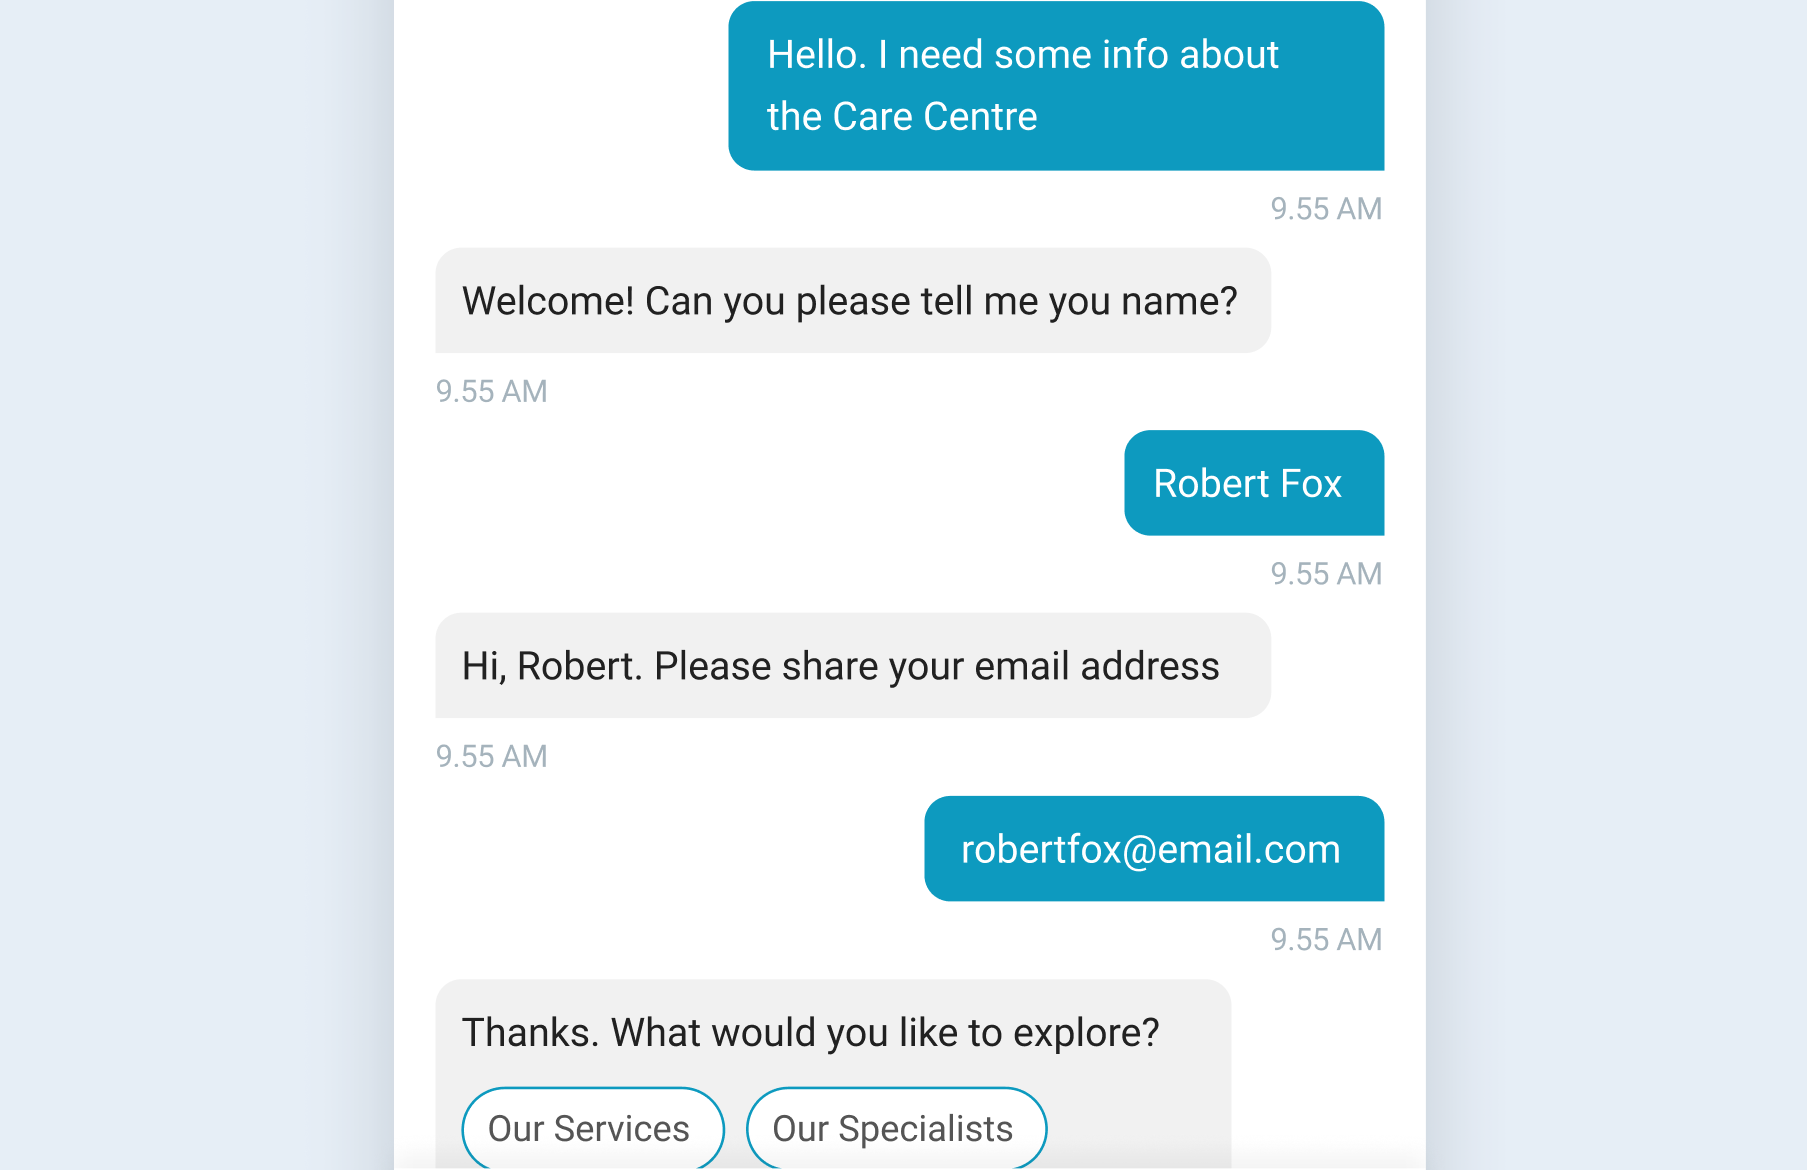 Hello. I need some info about
the Care Centre
9.55 AM
Welcome! Can you please tell me you name?
9.55 AM
Robert Fox
9.55 AM
Hi, Robert. Please share your email address
9.55 AM
robertfox@email.com
9.55 AM
Thanks. What would you like to explore?
Our Services
Our Specialists